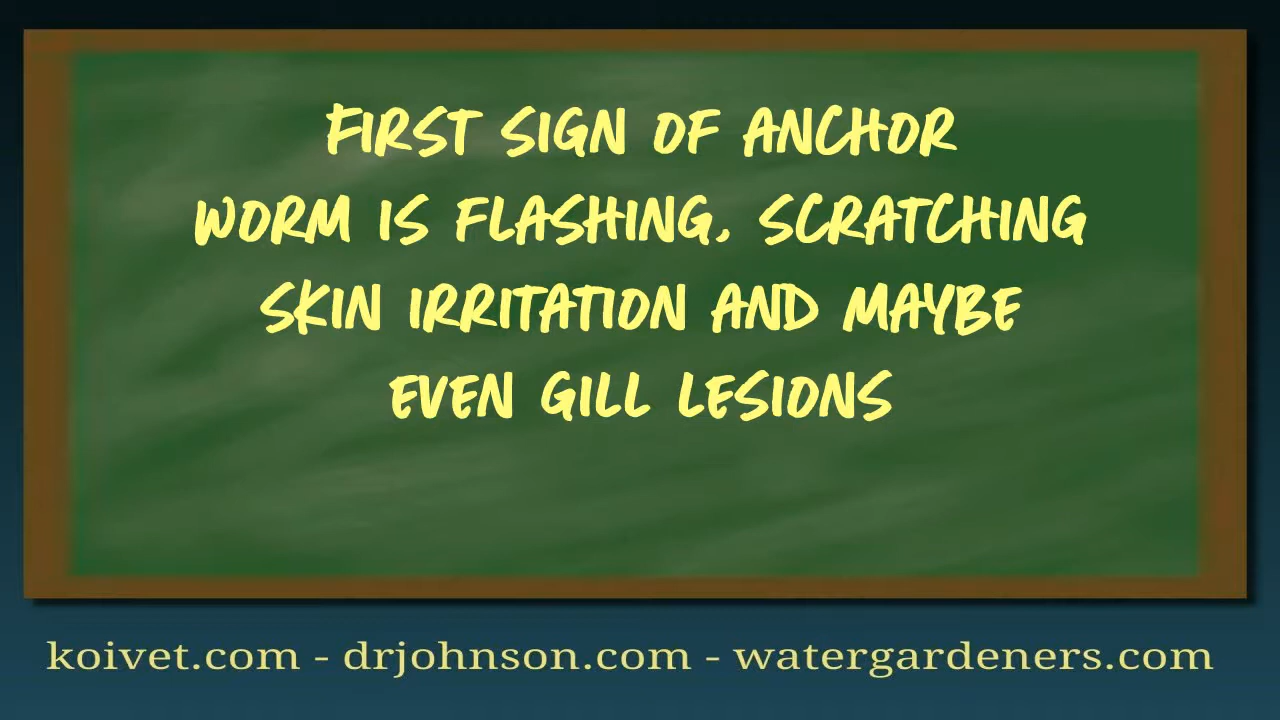 FIRST SIGN OF ANCHOR
WORM IS FLASHING, SCRATCHING
SKIN IRRITATION AND MAYBE
EVEN GILL LESIONS
koivet.com - drjohnson.com - watergardeners.com